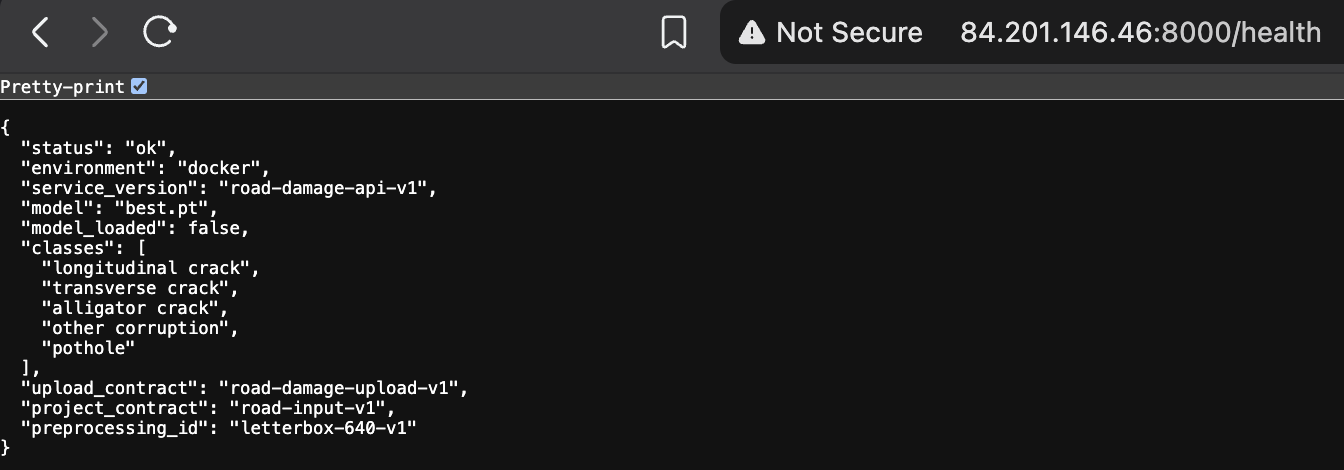 Not Secure 84.201.146.46:8000/health
Pretty-print
{
  "status": "ok",
  "environment": "docker",
  "service_version": "road-damage-api-v1",
  "model": "best.pt",
  "model_loaded": false,
  "classes": [
    "longitudinal crack",
    "transverse crack",
    "alligator crack",
    "other corruption",
    "pothole"
  ],
  "upload_contract": "road-damage-upload-v1",
  "project_contract": "road-input-v1",
  "preprocessing_id": "letterbox-640-v1"
}